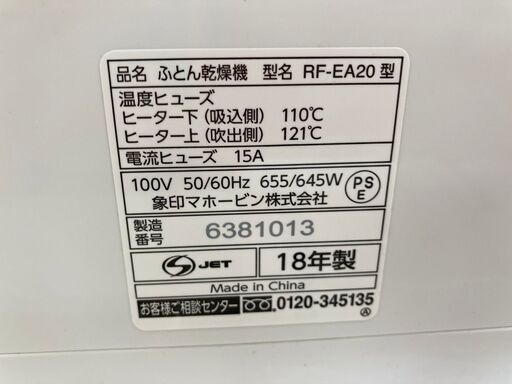 品名 ふとん乾燥機 型名 RF-EA20 型
温度ヒューズ
ヒーター下（吸込側） 110℃
ヒーター上（吹出側） 121℃
電流ヒューズ 15A
100V 50/60Hz 655/645W
PS
E
象印マホービン株式会社
製造
番号 6381013
S JET 18年製
Made in China
お客様ご相談センター 0120-345135
A